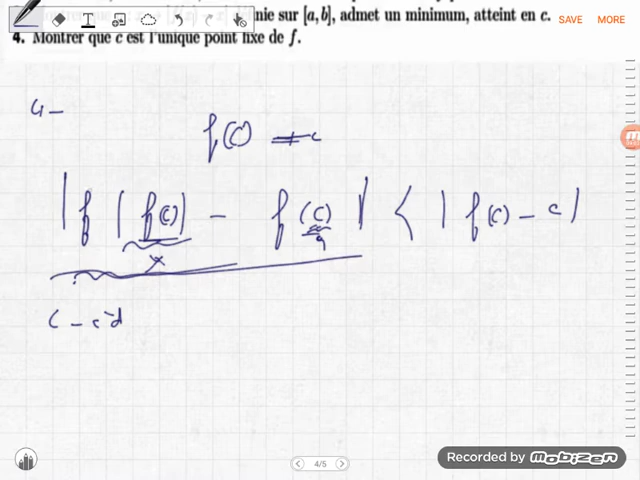 SAVE MORE
nie sur [a, b], admet un minimum, atteint en c.
4. Montrer que c est l'unique point fixe de f.
4 –
f(c) ≠ c
| f ( f(c) ) – f (c) | < | f(c) – c |
x y
c – à d
4/5
Recorded by MOBIZEN